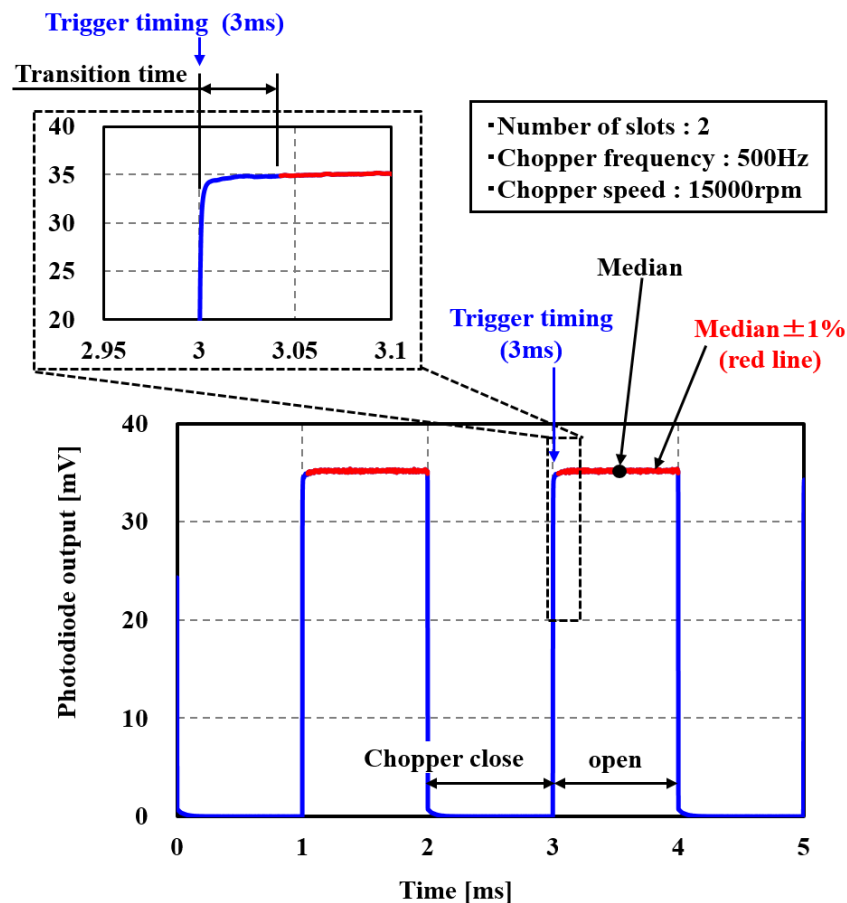 Trigger timing (3ms)
Transition time
40
35
30
25
20
2.95
3
3.05
3.1
・Number of slots : 2
・Chopper frequency : 500Hz
・Chopper speed : 15000rpm
Median
Trigger timing
(3ms)
Median±1%
(red line)
40
30
20
10
0
Photodiode output [mV]
Chopper close
open
0
1
2
3
4
5
Time [ms]